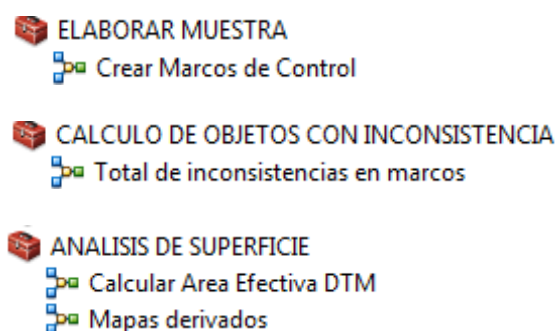 ELABORAR MUESTRA
Crear Marcos de Control
CALCULO DE OBJETOS CON INCONSISTENCIA
Total de inconsistencias en marcos
ANALISIS DE SUPERFICIE
Calcular Area Efectiva DTM
Mapas derivados